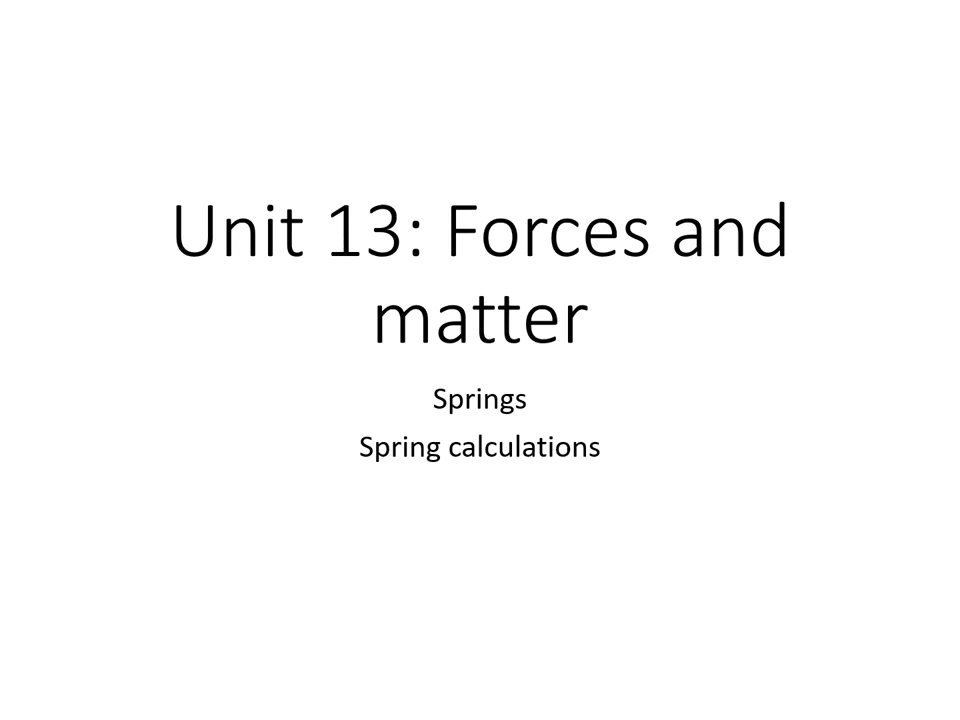 Unit 13: Forces and
matter
Springs
Spring calculations